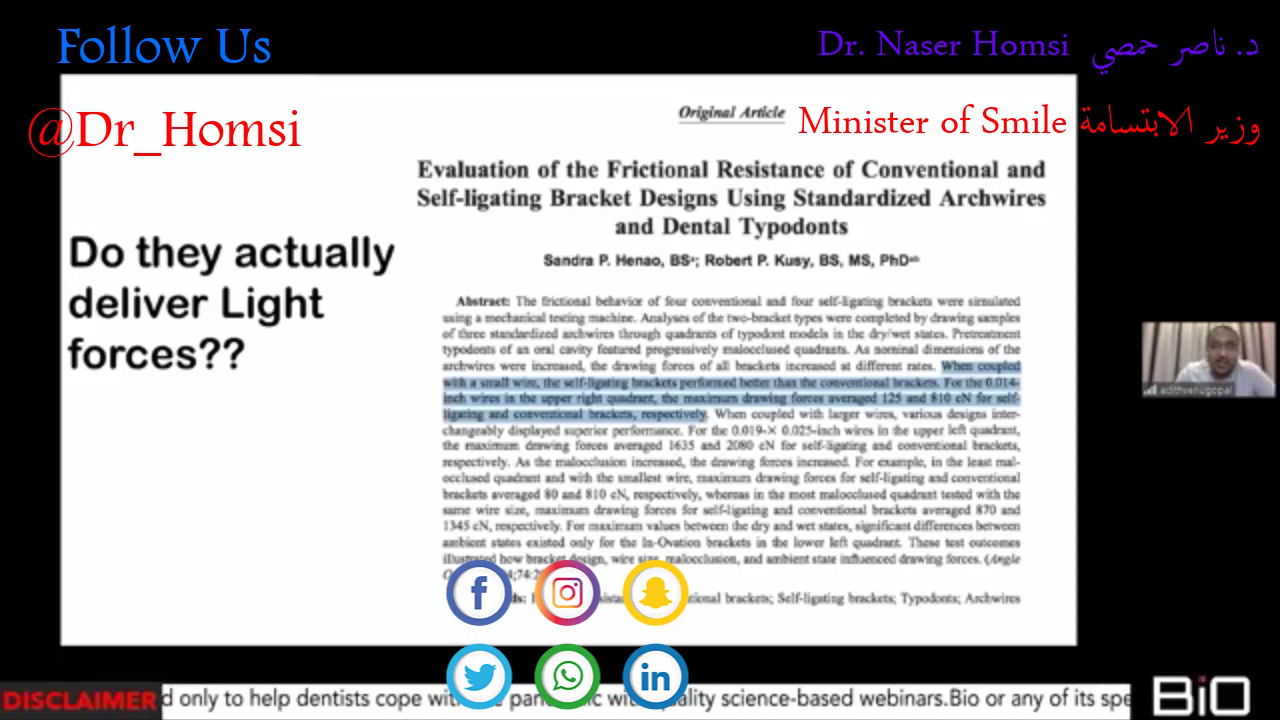 Follow Us
Dr. Naser Homsi د. ناصر حمصي
@Dr_Homsi
Minister of Smile وزير الابتسامة
Original Article
Evaluation of the Frictional Resistance of Conventional and
Self-ligating Bracket Designs Using Standardized Archwires
and Dental Typodonts
Sandra P. Henao, BS; Robert P. Kusy, BS, MS, PhD
Do they actually
deliver Light
forces??
Abstract: The frictional behavior of four conventional and four self-ligating brackets were simulated
using a mechanical testing machine. Analyses of the two-bracket types were completed by drawing samples
of three standardized archwires through quadrants of typodont models in the dry/wet states. Pretreatment
typodonts of an oral cavity featured progressively malocclused quadrants. As nominal dimensions of the
archwires were increased, the drawing forces of all brackets increased at different rates. When coupled
with a small wire, the self-ligating brackets performed better than the conventional brackets. For the 0.014-
inch wires in the upper right quadrant, the maximum drawing forces averaged 125 and 810 cN for self-
ligating and conventional brackets, respectively. When coupled with larger wires, various designs inter-
changeably displayed superior performance. For the 0.019-× 0.025-inch wires in the upper left quadrant,
the maximum drawing forces averaged 1635 and 2080 cN for self-ligating and conventional brackets,
respectively. As the malocclusion increased, the drawing forces increased. For example, in the least mal-
occluded quadrant and with the smallest wire, maximum drawing forces for self-ligating and conventional
brackets averaged 80 and 810 cN, respectively, whereas in the most malocclused quadrant tested with the
same wire size, maximum drawing forces for self-ligating and conventional brackets averaged 870 and
1345 cN, respectively. For maximum values between the dry and wet states, significant differences between
ambient states existed only for the In-Ovation brackets in the lower left quadrant. These test outcomes
illustrated how bracket design, wire size, malocclusion, and ambient state influenced drawing forces. (Angle
ional brackets; Self-ligating brackets; Typodonts; Archwires
adithvenugopal
DISCLAIMER d only to help dentists cope with science-based webinars.Bio or any of its spe
BiO